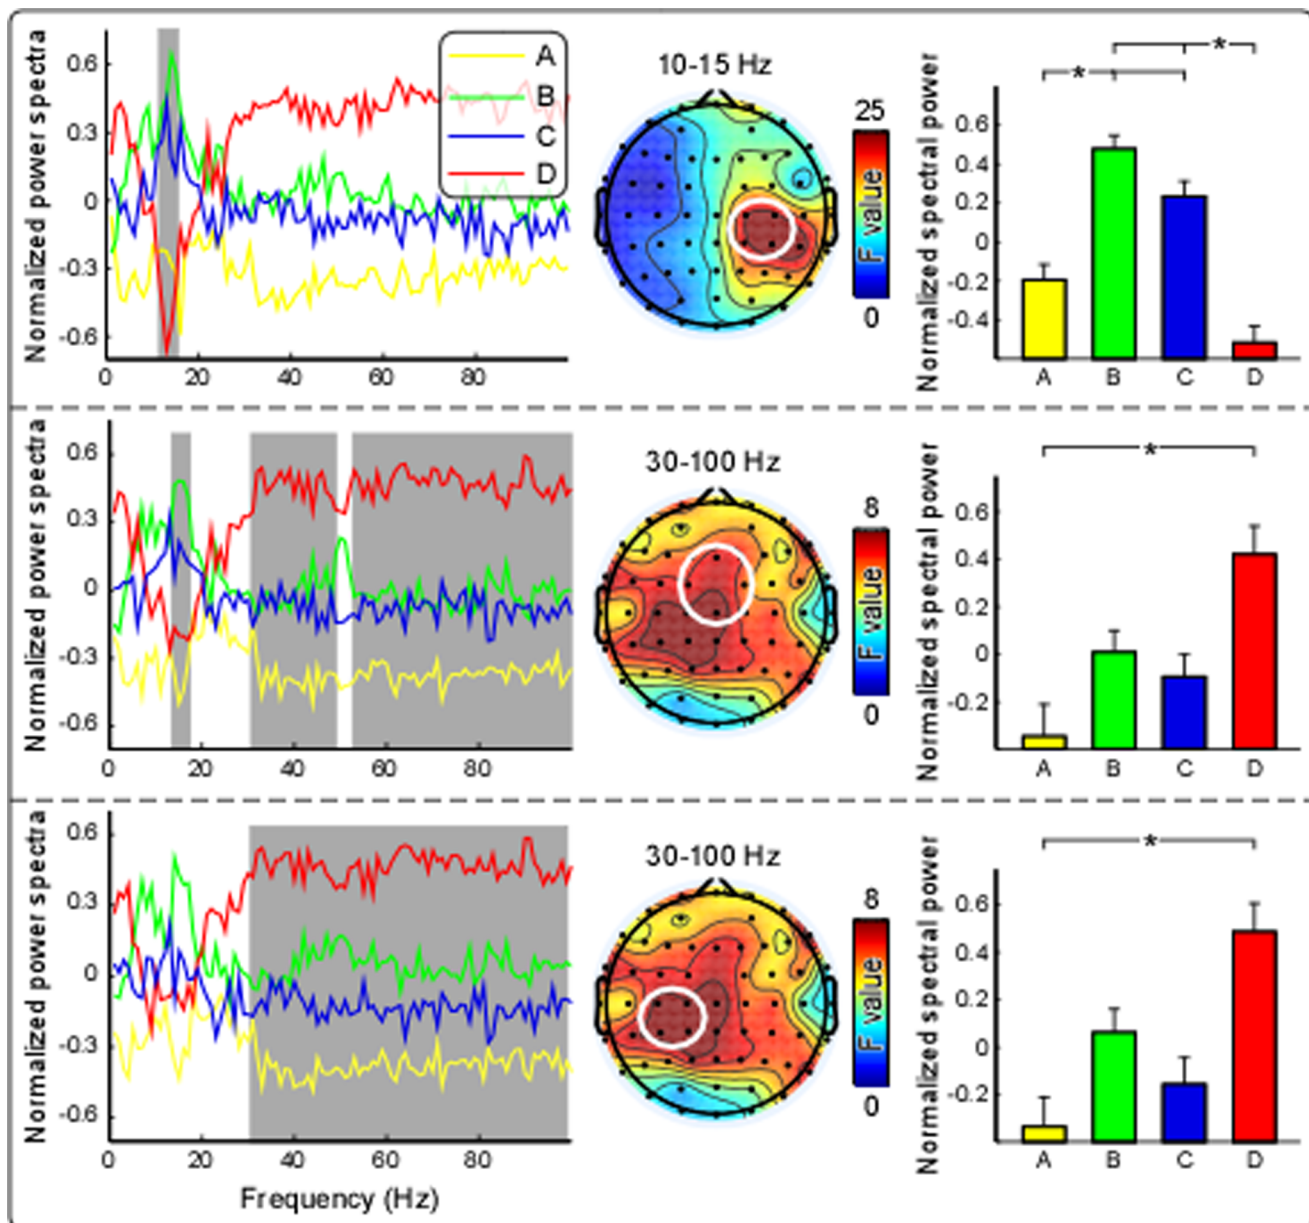 Normalized power spectra
0.6
0.3
0
-0.3
-0.6
0 20 40 60 80
A
B
C
D
10-15 Hz
25
F value
0
Normalized spectral power
0.6
0.4
0.2
0
-0.2
-0.4
* *
A B C D
Normalized power spectra
0.6
0.3
0
-0.3
-0.6
0 20 40 60 80
30-100 Hz
8
F value
0
Normalized spectral power
0.6
0.4
0.2
0
-0.2
*
A B C D
Normalized power spectra
0.6
0.3
0
-0.3
-0.6
0 20 40 60 80
Frequency (Hz)
30-100 Hz
8
F value
0
Normalized spectral power
0.6
0.4
0.2
0
-0.2
*
A B C D